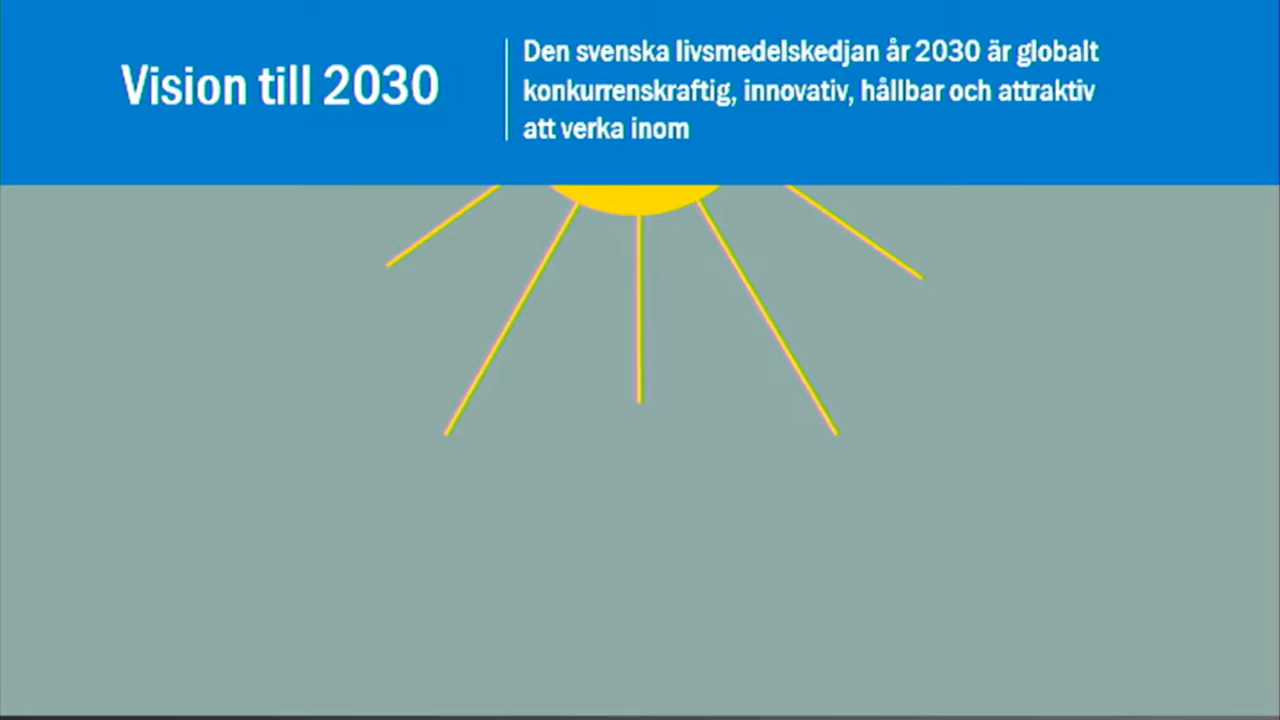 Vision till 2030
Den svenska livsmedelskedjan år 2030 är globalt
konkurrenskraftig, innovativ, hållbar och attraktiv
att verka inom